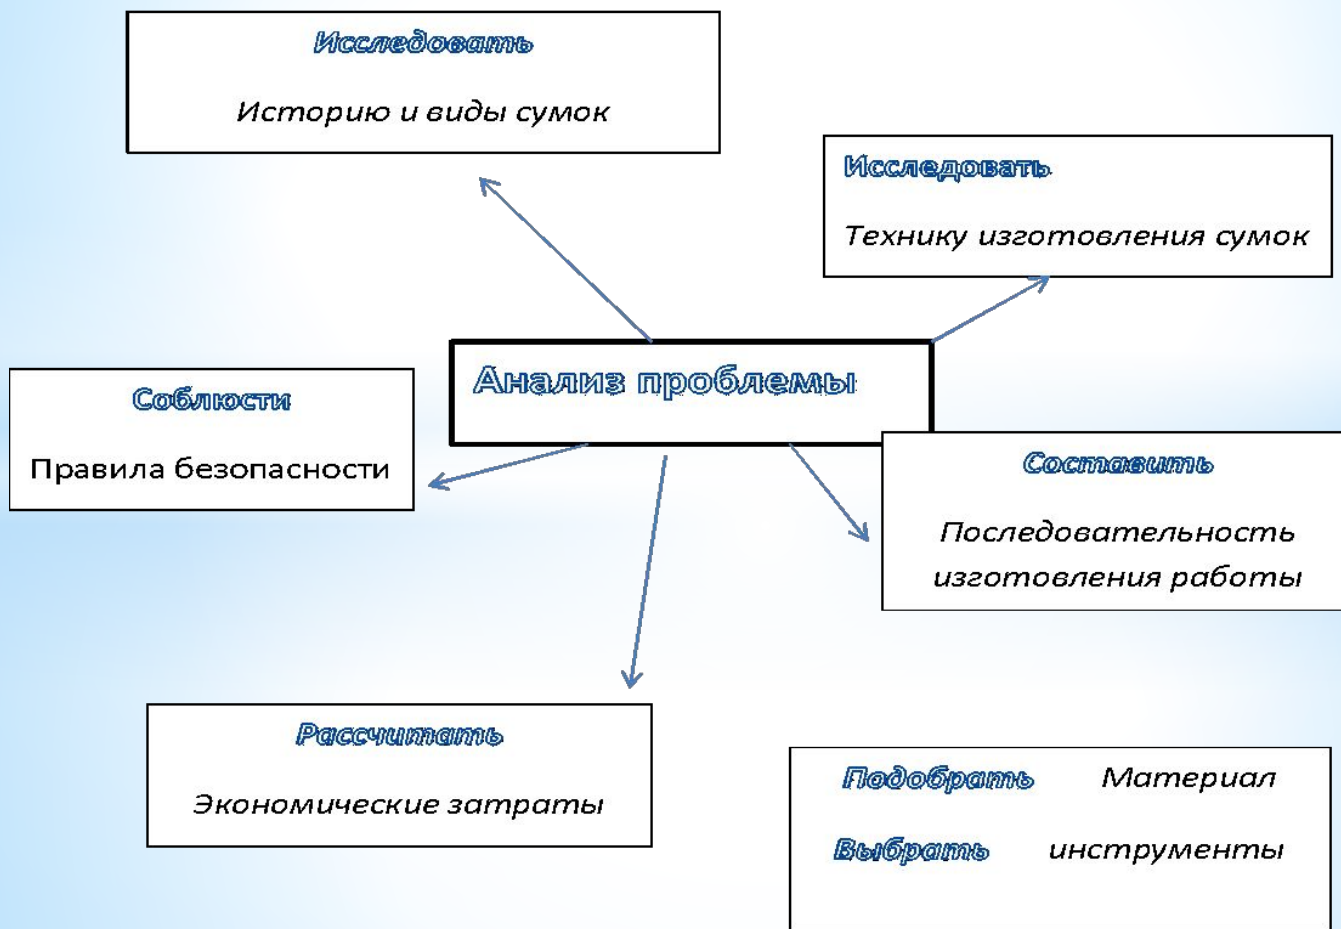 Исследовать
Историю и виды сумок
Исследовать
Технику изготовления сумок
Анализ проблемы
Соблюсти
Правила безопасности
Составить
Последовательность
изготовления работы
Рассчитать
Экономические затраты
Подобрать Материал
Выбрать инструменты